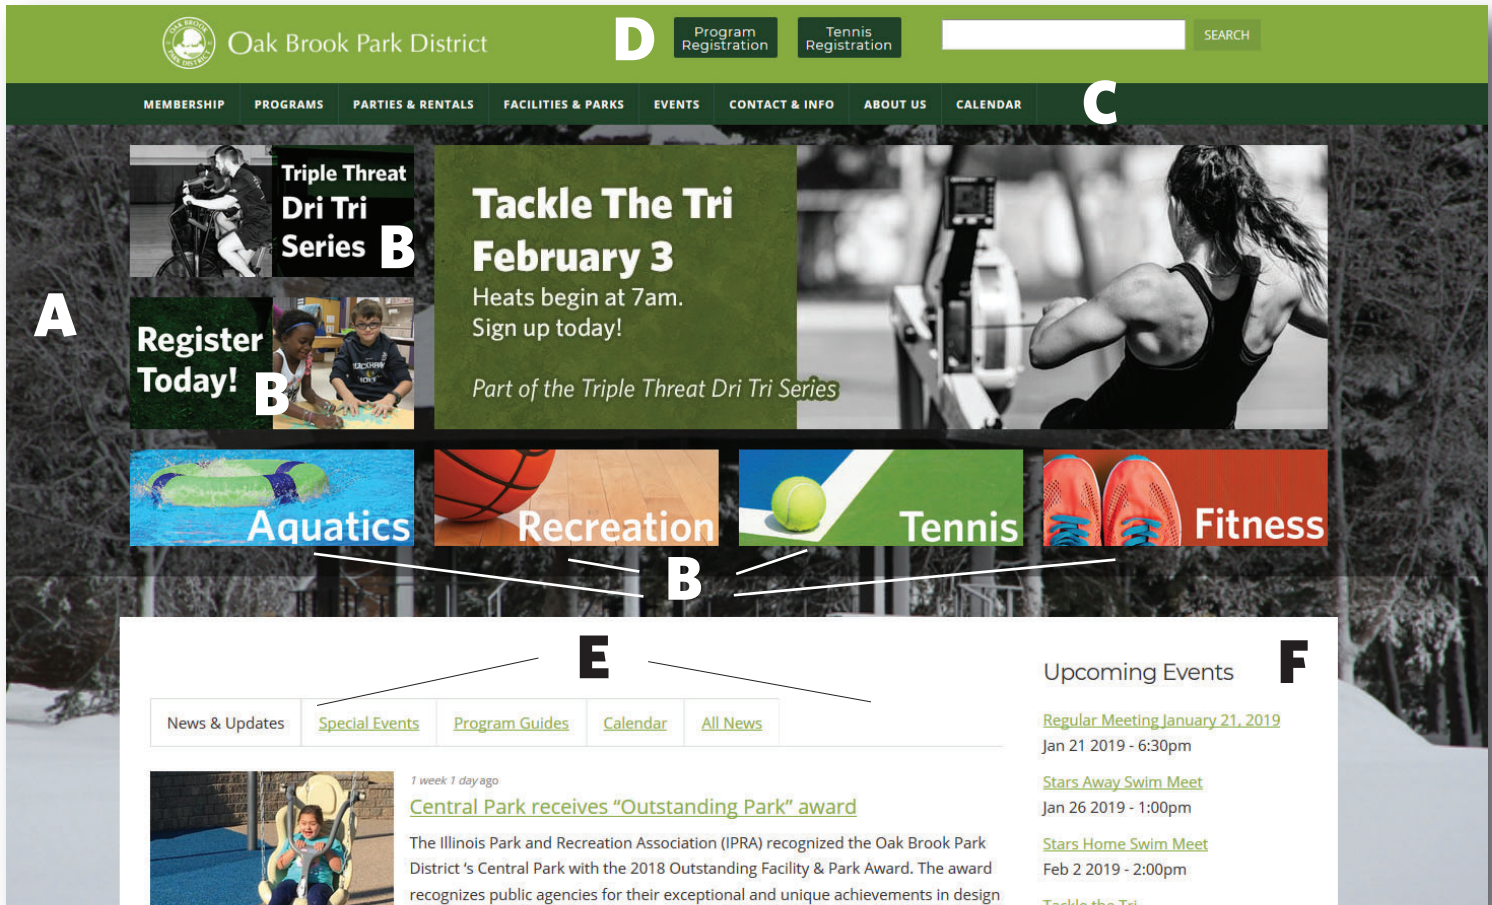 OAK BROOK
PARK DISTRICT
Oak Brook Park District
D
Program
Registration
Tennis
Registration
SEARCH
MEMBERSHIP
PROGRAMS
PARTIES & RENTALS
FACILITIES & PARKS
EVENTS
CONTACT & INFO
ABOUT US
CALENDAR
C
A
Triple Threat
Dri Tri
Series
B
Register
Today!
B
Tackle The Tri
February 3
Heats begin at 7am.
Sign up today!
Part of the Triple Threat Dri Tri Series
Aquatics
Recreation
Tennis
Fitness
B
E
News & Updates
Special Events
Program Guides
Calendar
All News
1 week 1 day ago
Central Park receives “Outstanding Park” award
The Illinois Park and Recreation Association (IPRA) recognized the Oak Brook Park
District ‘s Central Park with the 2018 Outstanding Facility & Park Award. The award
recognizes public agencies for their exceptional and unique achievements in design
Upcoming Events
F
Regular Meeting January 21, 2019
Jan 21 2019 - 6:30pm
Stars Away Swim Meet
Jan 26 2019 - 1:00pm
Stars Home Swim Meet
Feb 2 2019 - 2:00pm
Tackle the Tri